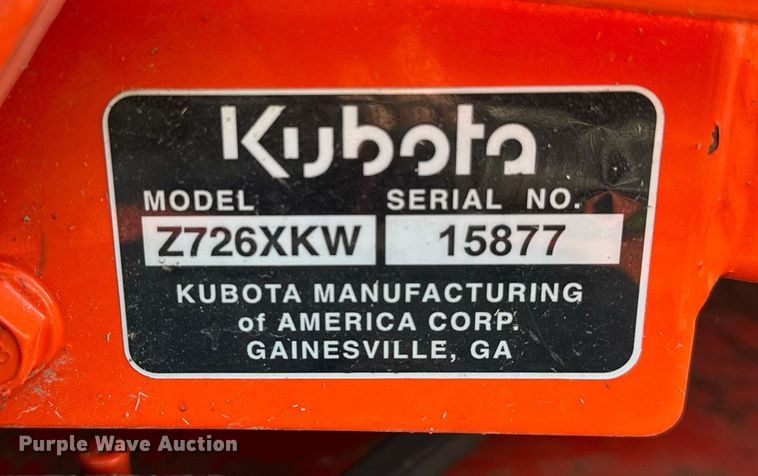 Kubota
MODEL SERIAL NO.
Z726XKW 15877
KUBOTA MANUFACTURING
of AMERICA CORP.
GAINESVILLE, GA
Purple Wave Auction